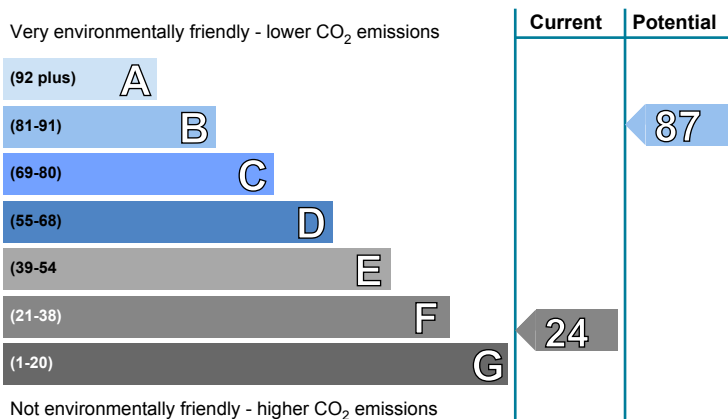 Current Potential
Very environmentally friendly - lower CO2 emissions
(92 plus) A
(81-91) B 87
(69-80) C
(55-68) D
(39-54 E
(21-38) F 24
(1-20) G
Not environmentally friendly - higher CO2 emissions